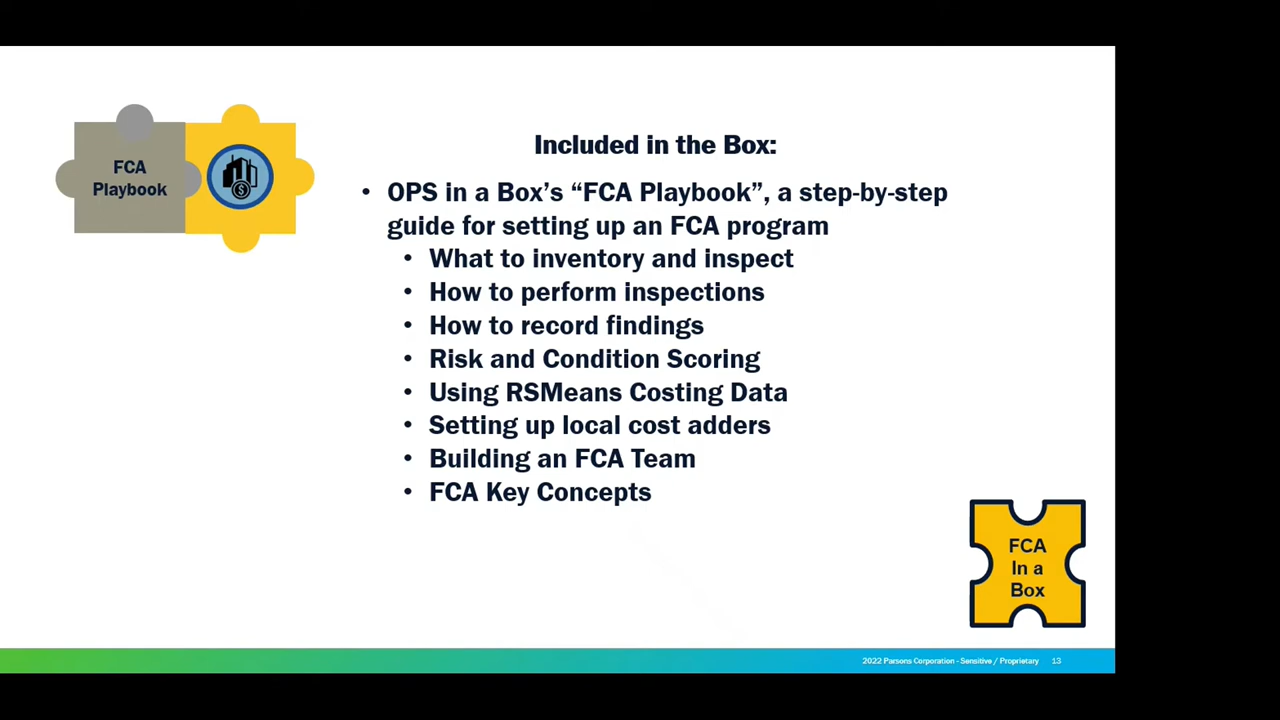 FCA
Playbook
Included in the Box:
• OPS in a Box's “FCA Playbook”, a step-by-step
guide for setting up an FCA program
• What to inventory and inspect
• How to perform inspections
• How to record findings
• Risk and Condition Scoring
• Using RSMeans Costing Data
• Setting up local cost adders
• Building an FCA Team
• FCA Key Concepts
FCA
In a
Box
2022 Parsons Corporation - Sensitive / Proprietary 13